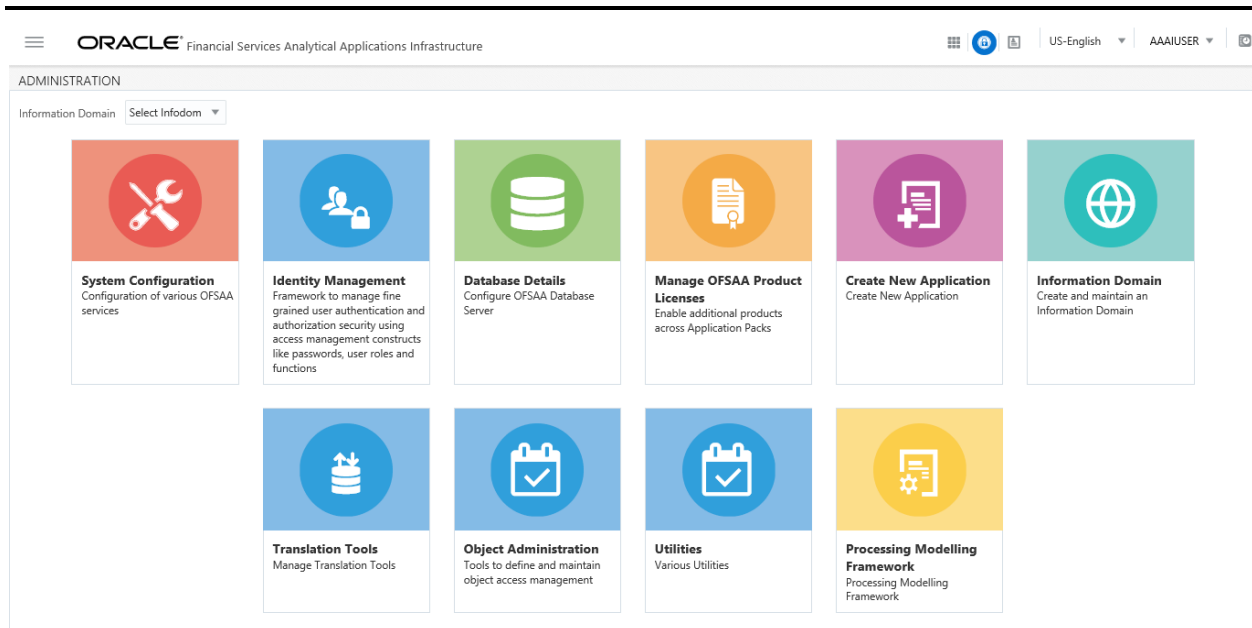 ORACLE® Financial Services Analytical Applications Infrastructure
US-English
AAAIUSER
ADMINISTRATION
Information Domain
Select Infodom
System Configuration
Configuration of various OFSAA
services
Identity Management
Framework to manage fine
grained user authentication and
authorization security using
access management constructs
like passwords, user roles and
functions
Database Details
Configure OFSAA Database
Server
Manage OFSAA Product
Licenses
Enable additional products
across Application Packs
Create New Application
Create New Application
Information Domain
Create and maintain an
Information Domain
Translation Tools
Manage Translation Tools
Object Administration
Tools to define and maintain
object access management
Utilities
Various Utilities
Processing Modelling
Framework
Processing Modelling
Framework